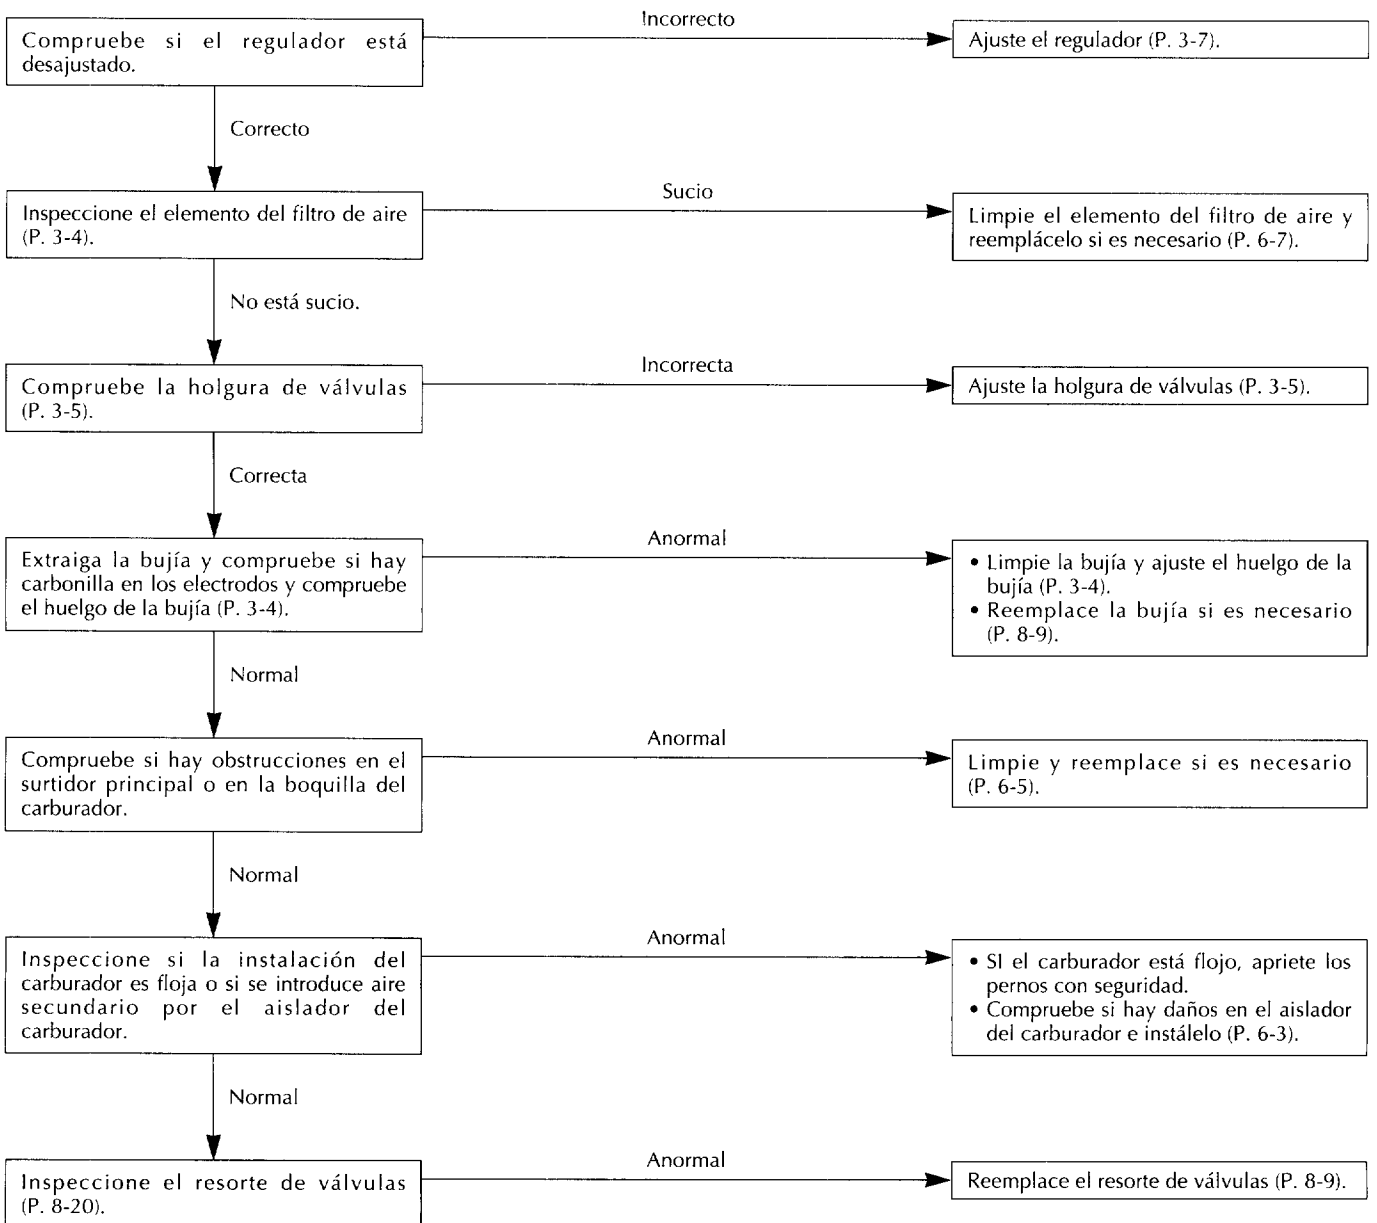 Incorrecto
Compruebe si el regulador está
desajustado.
Ajuste el regulador (P. 3-7).
Correcto
Sucio
Inspeccione el elemento del filtro de aire
(P. 3-4).
Limpie el elemento del filtro de aire y
reemplácelo si es necesario (P. 6-7).
No está sucio.
Incorrecta
Compruebe la holgura de válvulas
(P. 3-5).
Ajuste la holgura de válvulas (P. 3-5).
Correcta
Anormal
Extraiga la bujía y compruebe si hay
carbonilla en los electrodos y compruebe
el huelgo de la bujía (P. 3-4).
• Limpie la bujía y ajuste el huelgo de la
bujía (P. 3-4).
• Reemplace la bujía si es necesario
(P. 8-9).
Normal
Anormal
Compruebe si hay obstrucciones en el
surtidor principal o en la boquilla del
carburador.
Limpie y reemplace si es necesario
(P. 6-5).
Normal
Anormal
Inspeccione si la instalación del
carburador es floja o si se introduce aire
secundario por el aislador del
carburador.
• SI el carburador está flojo, apriete los
pernos con seguridad.
• Compruebe si hay daños en el aislador
del carburador e instálelo (P. 6-3).
Normal
Anormal
Inspeccione el resorte de válvulas
(P. 8-20).
Reemplace el resorte de válvulas (P. 8-9).